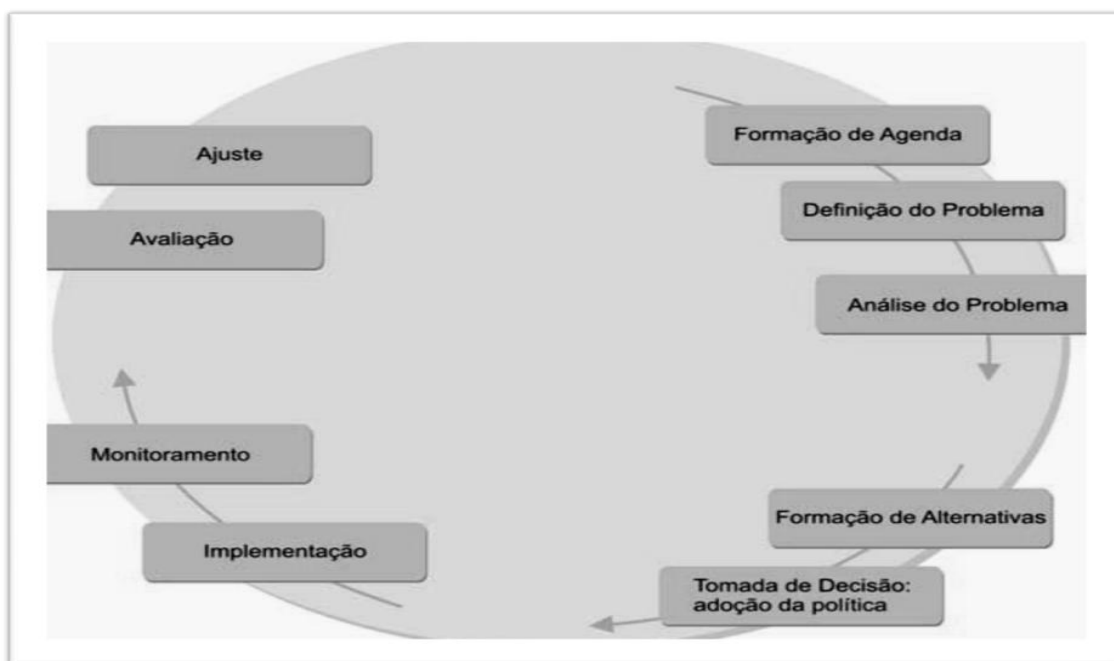 Formação de Agenda
Definição do Problema
Análise do Problema
Formação de Alternativas
Tomada de Decisão:
adoção da política
Implementação
Monitoramento
Avaliação
Ajuste